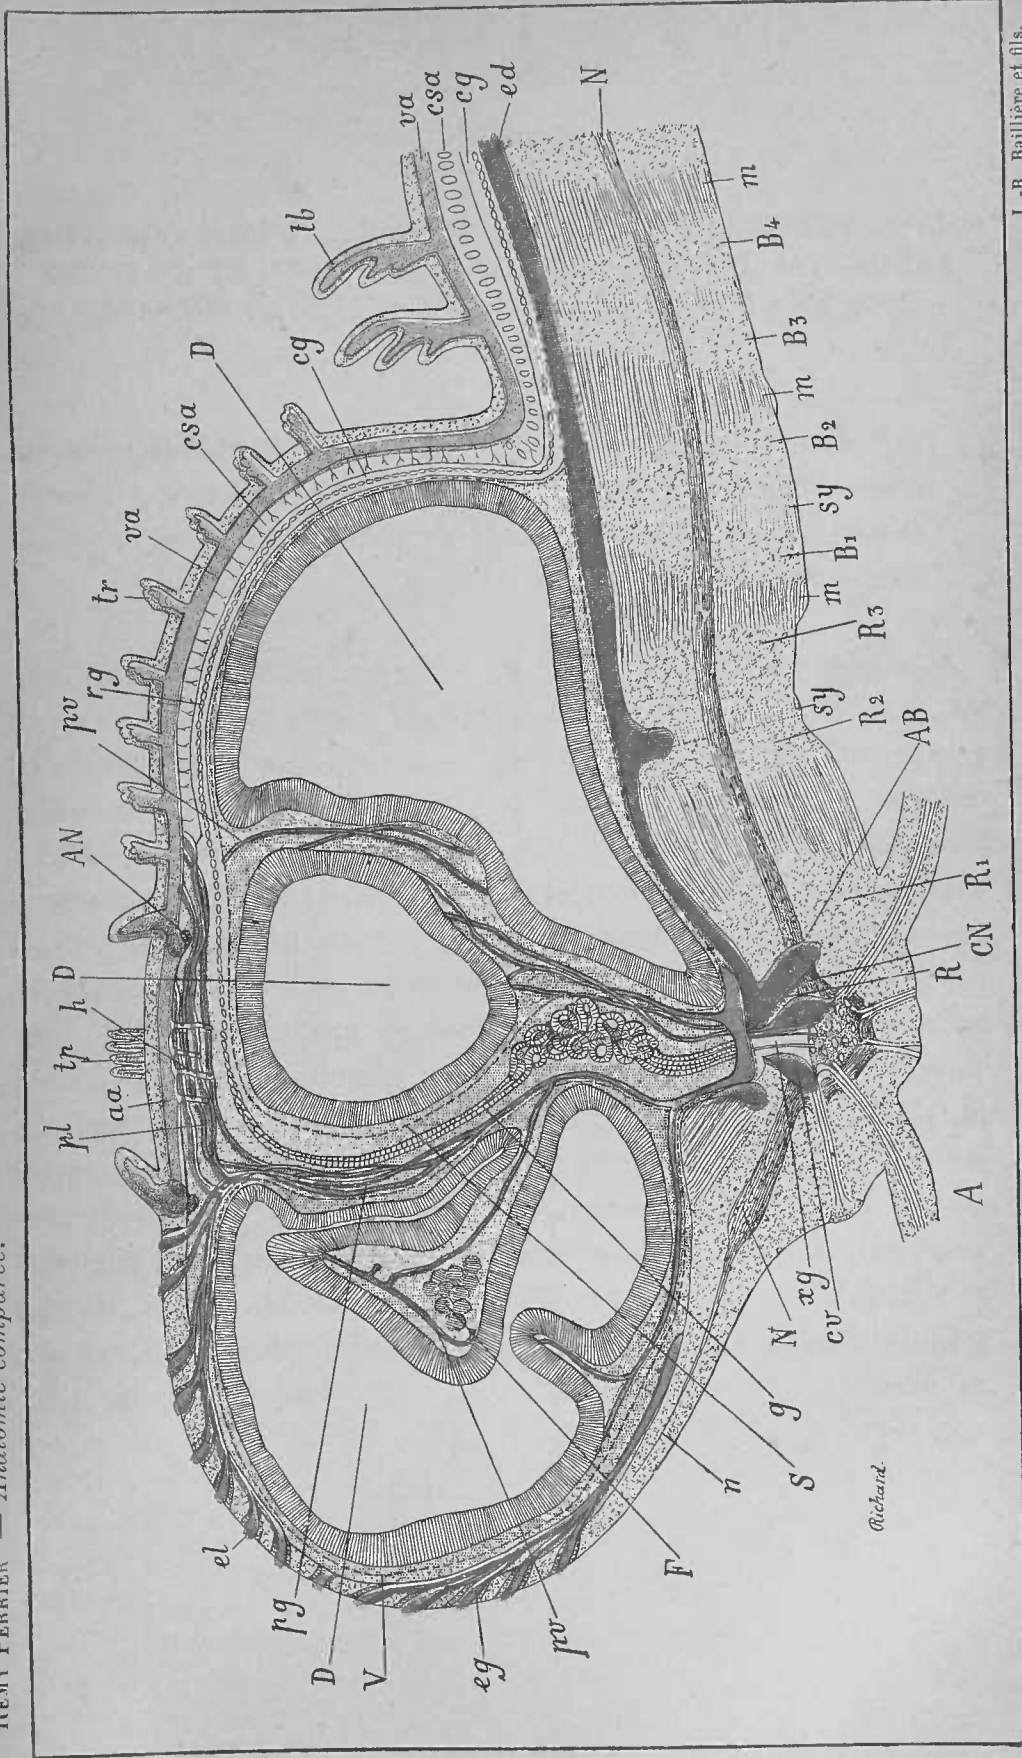 REMY PERRIER — Anatomie comparée.
J.-B. Baillière et fils.
va
csa
cg
ed
N
tb
D
cg
csa
va
tr
rg
pv
AN
D
h
tp
aa
pl
m
B4
B3
m
B2
sy
B1
m
R3
sy
R2
AB
R1
CN
R
A
xg
cv
N
g
S
n
F
pv
eg
V
D
pg
el
Richard